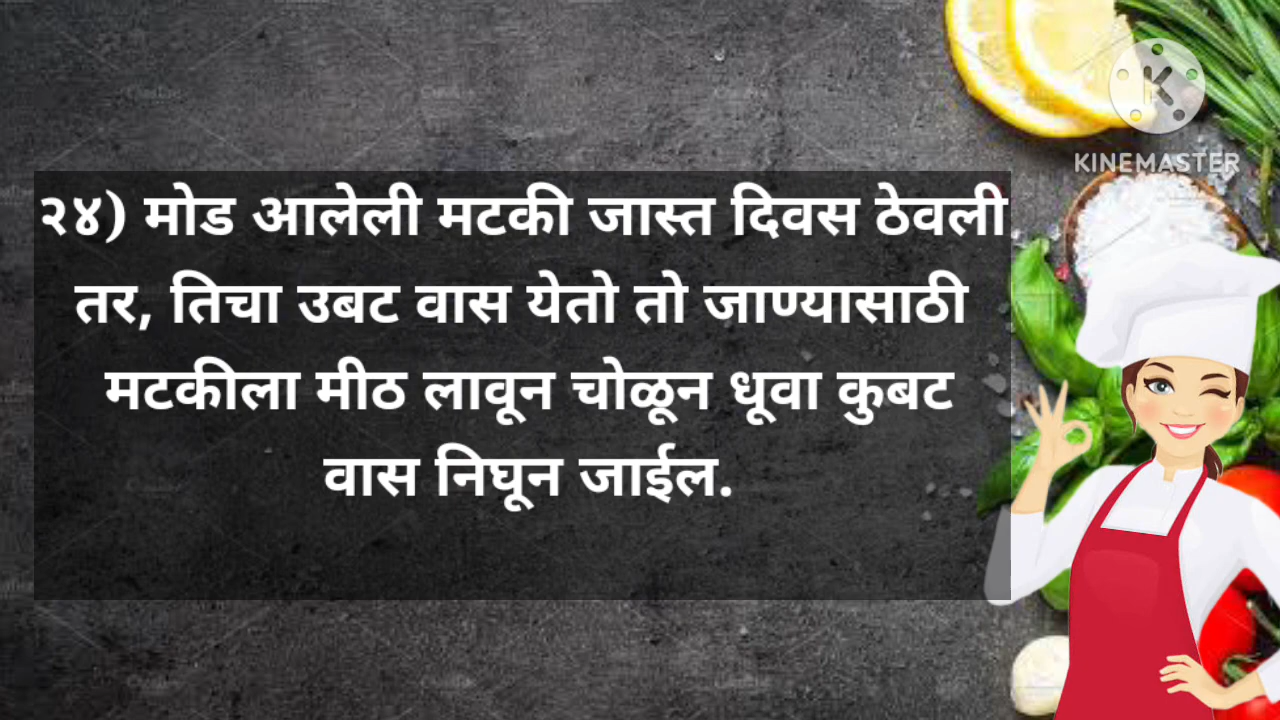 KINEMASTER
२४) मोड आलेली मटकी जास्त दिवस ठेवली
तर, तिचा उबट वास येतो तो जाण्यासाठी
मटकीला मीठ लावून चोळून धूवा कुबट
वास निघून जाईल.